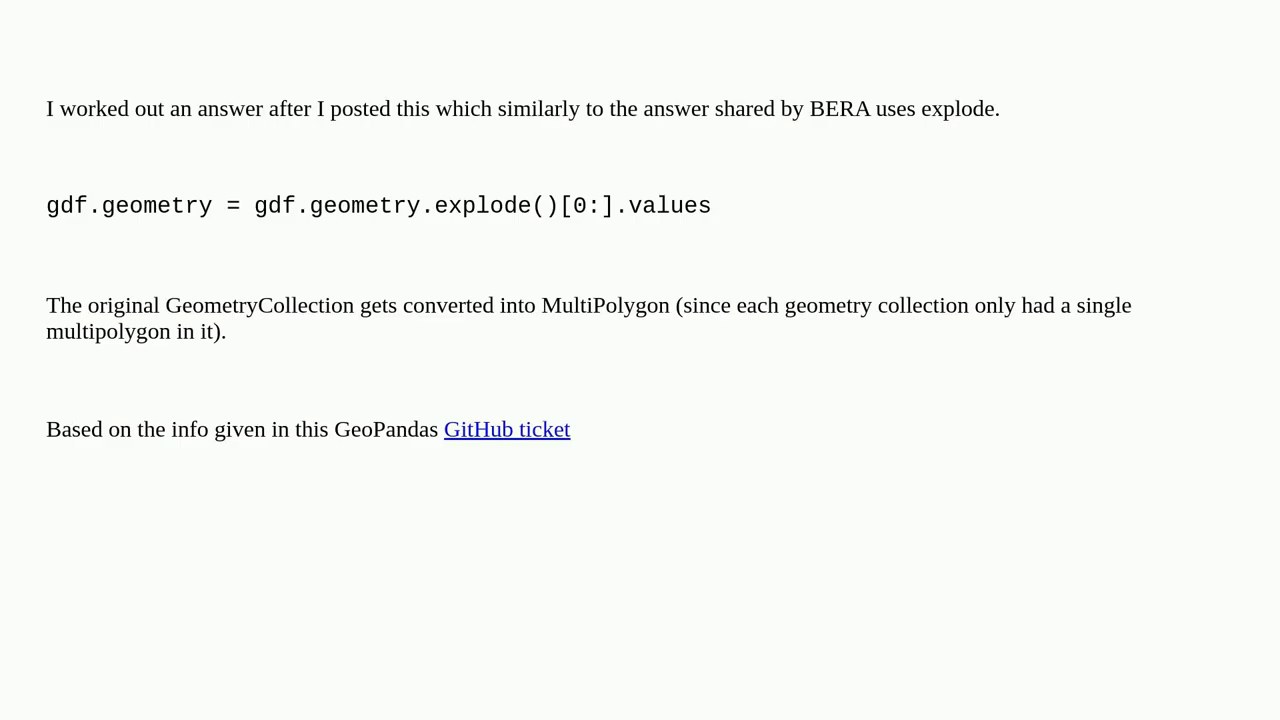 I worked out an answer after I posted this which similarly to the answer shared by BERA uses explode.
gdf.geometry = gdf.geometry.explode()[0:].values
The original GeometryCollection gets converted into MultiPolygon (since each geometry collection only had a single
multipolygon in it).
Based on the info given in this GeoPandas GitHub ticket